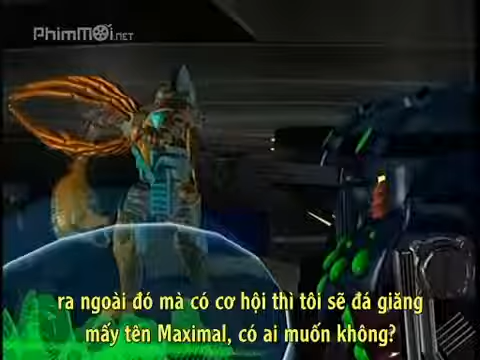 PhimMồi.NET
ra ngoài đó mà có cơ hội thì tôi sẽ đá giăng
mấy tên Maximal, có ai muốn không?